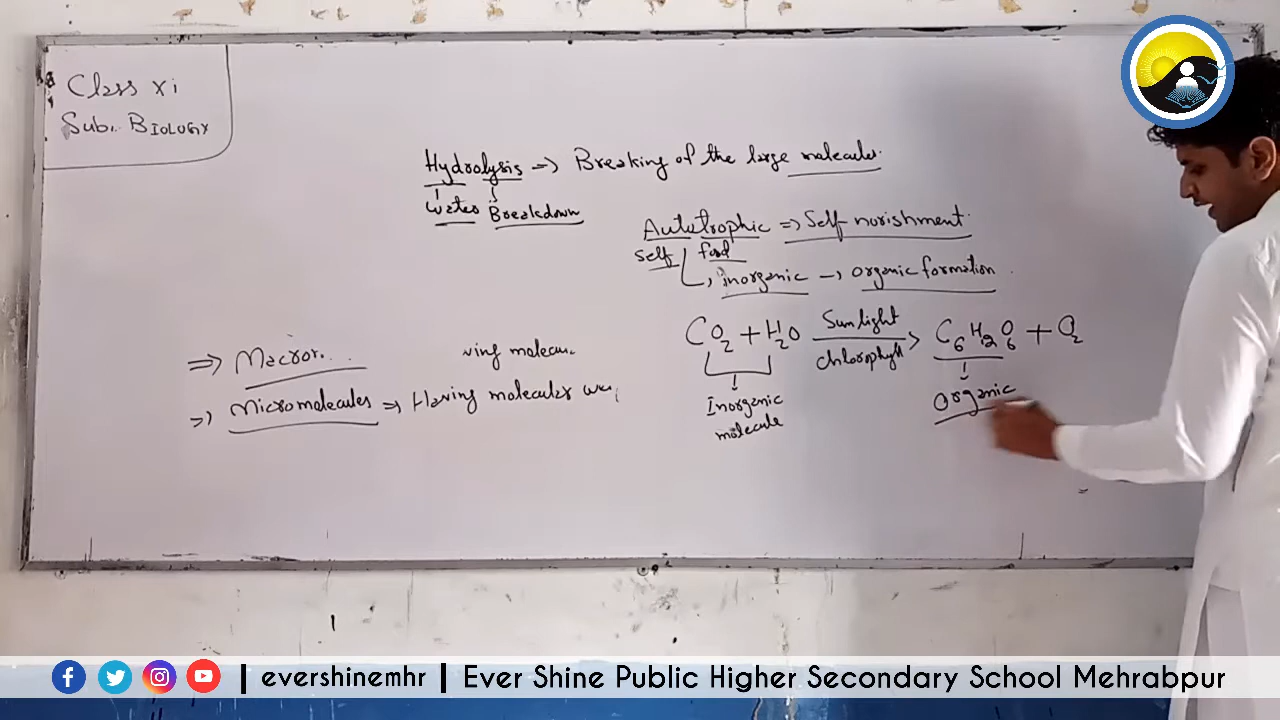 Class XI
Sub. BIOLOGY
Hydrolysis => Breaking of the large molecules
Water Breakdown
Autotrophic => Self norishment
Self food
inorganic → organic formation
CO2 + H2O Sunlight chlorophyll > C6H12O6 + O2
Inorganic molecule
Organic
=> Macro
ving molecu
=> Micromolecules => Having molecular we
evershinemhr | Ever Shine Public Higher Secondary School Mehrabpur